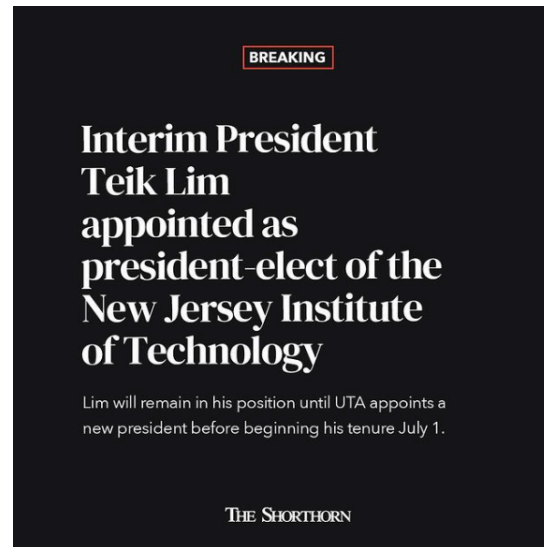 BREAKING
Interim President
Teik Lim
appointed as
president-elect of the
New Jersey Institute
of Technology
Lim will remain in his position until UTA appoints a
new president before beginning his tenure July 1.
THE SHORTHORN